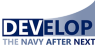 DEVELOP
THE NAVY AFTER NEXT